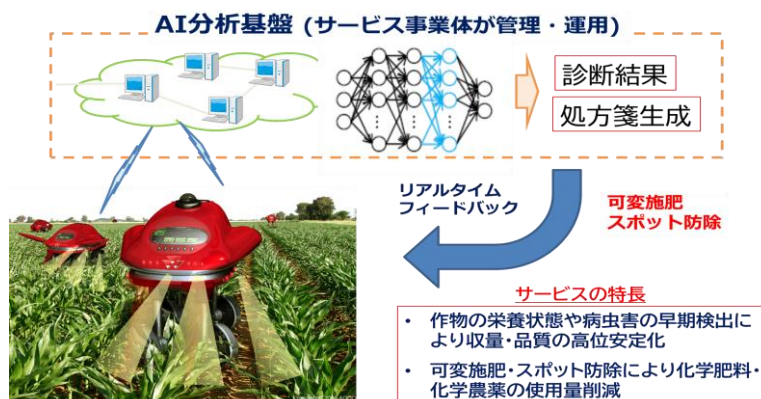 AI分析基盤 (サービス事業体が管理・運用)
診断結果
処方箋生成
リアルタイム
フィードバック
可変施肥
スポット防除
サービスの特長
・ 作物の栄養状態や病虫害の早期検出に
より収量・品質の高位安定化
・ 可変施肥・スポット防除により化学肥料・
化学農薬の使用量削減